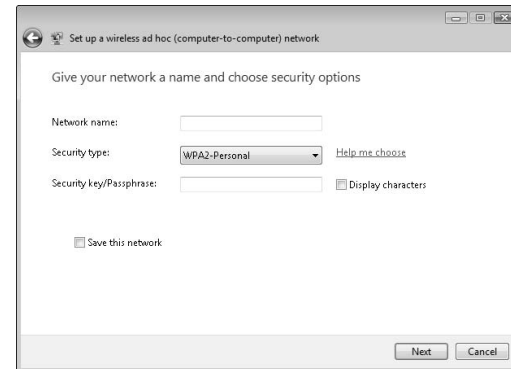 Set up a wireless ad hoc (computer-to-computer) network
Give your network a name and choose security options
Network name:
Security type: WPA2-Personal Help me choose
Security key/Passphrase: Display characters
Save this network
Next Cancel